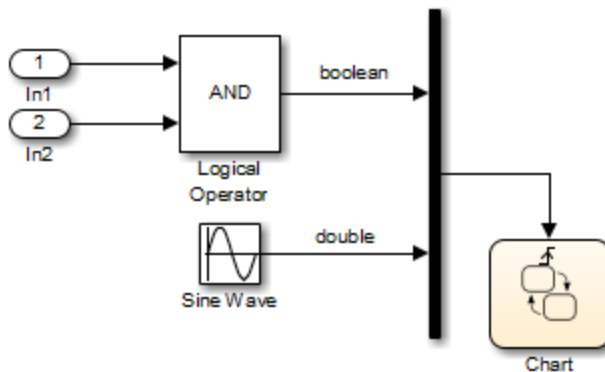 1
In1
2
In2
AND
Logical
Operator
boolean
Sine Wave
double
Chart